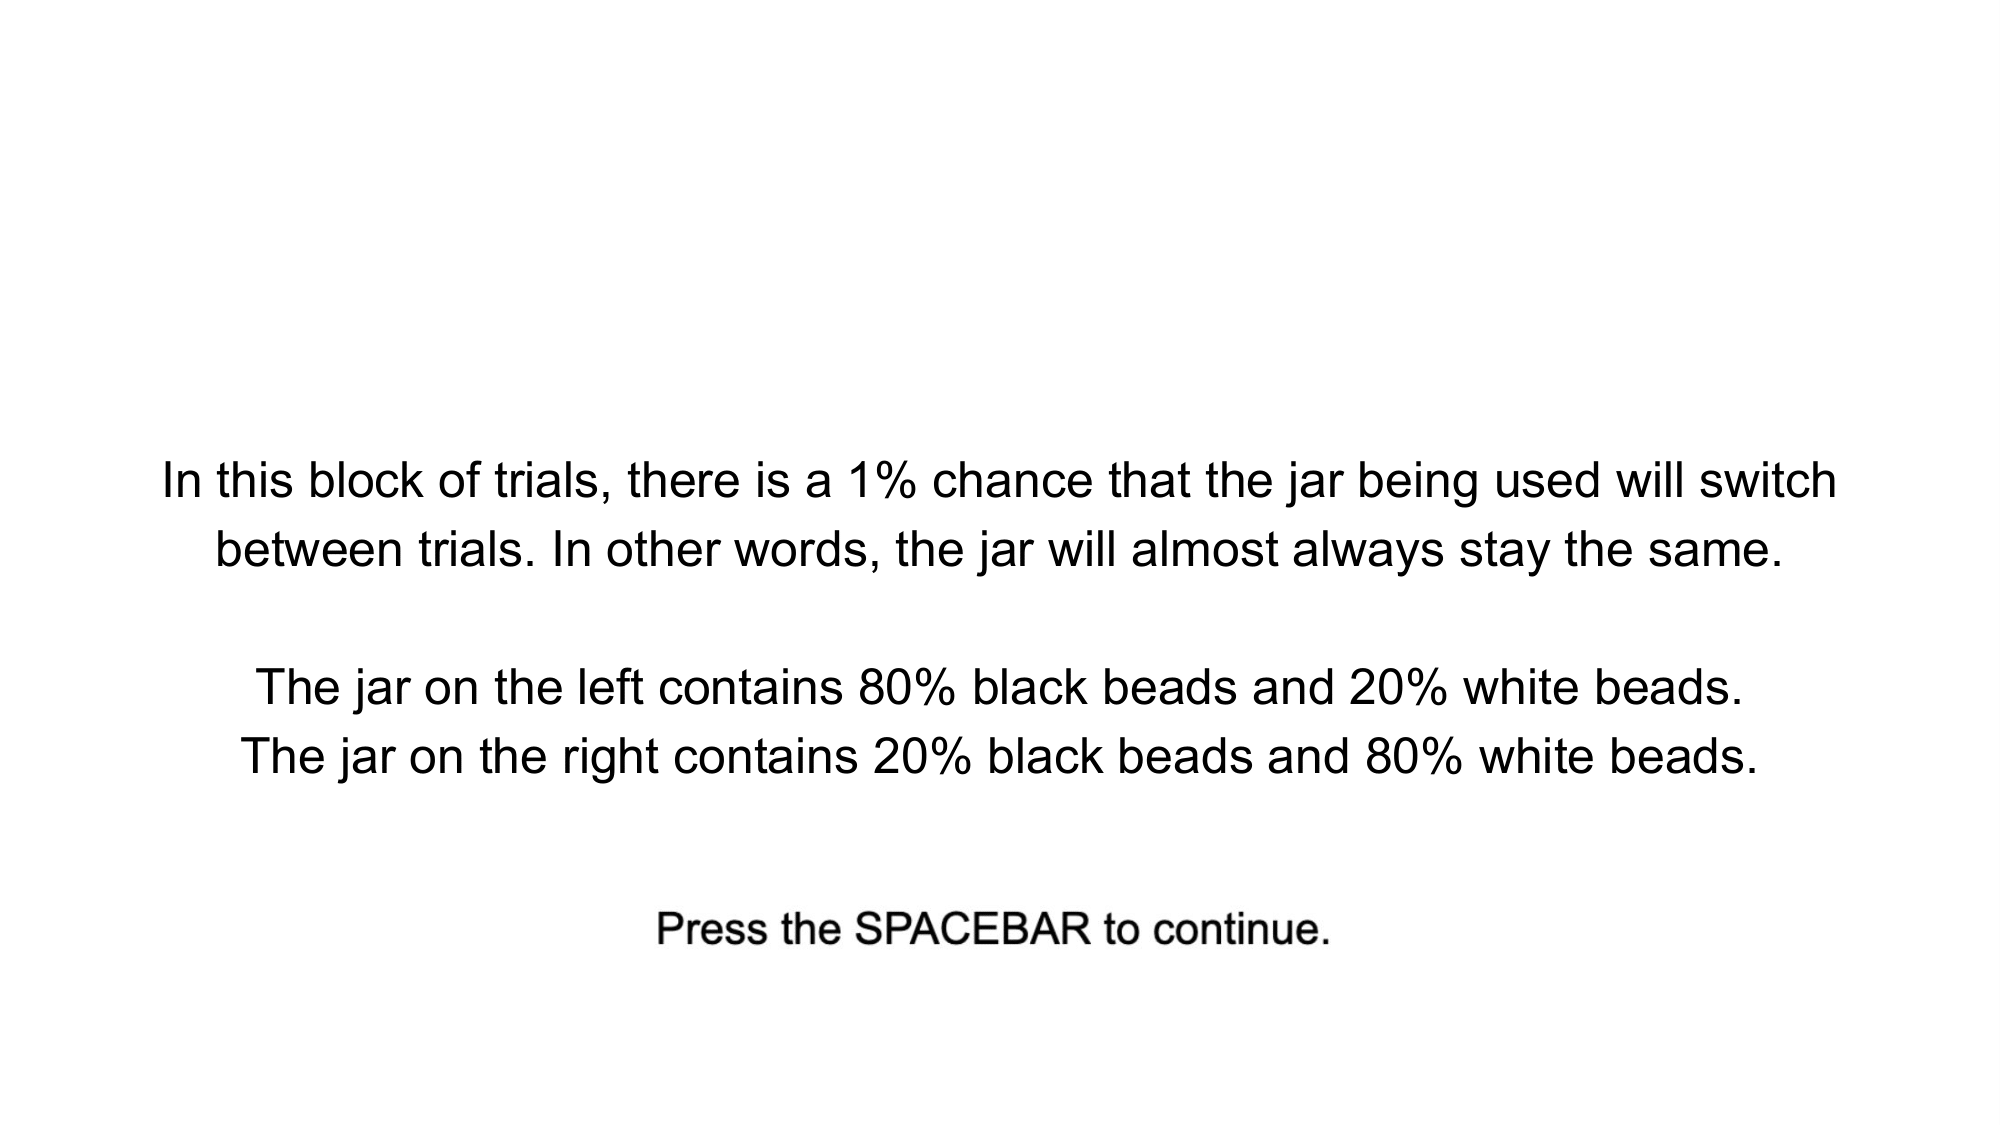 In this block of trials, there is a 1% chance that the jar being used will switch
between trials. In other words, the jar will almost always stay the same.
The jar on the left contains 80% black beads and 20% white beads.
The jar on the right contains 20% black beads and 80% white beads.
Press the SPACEBAR to continue.